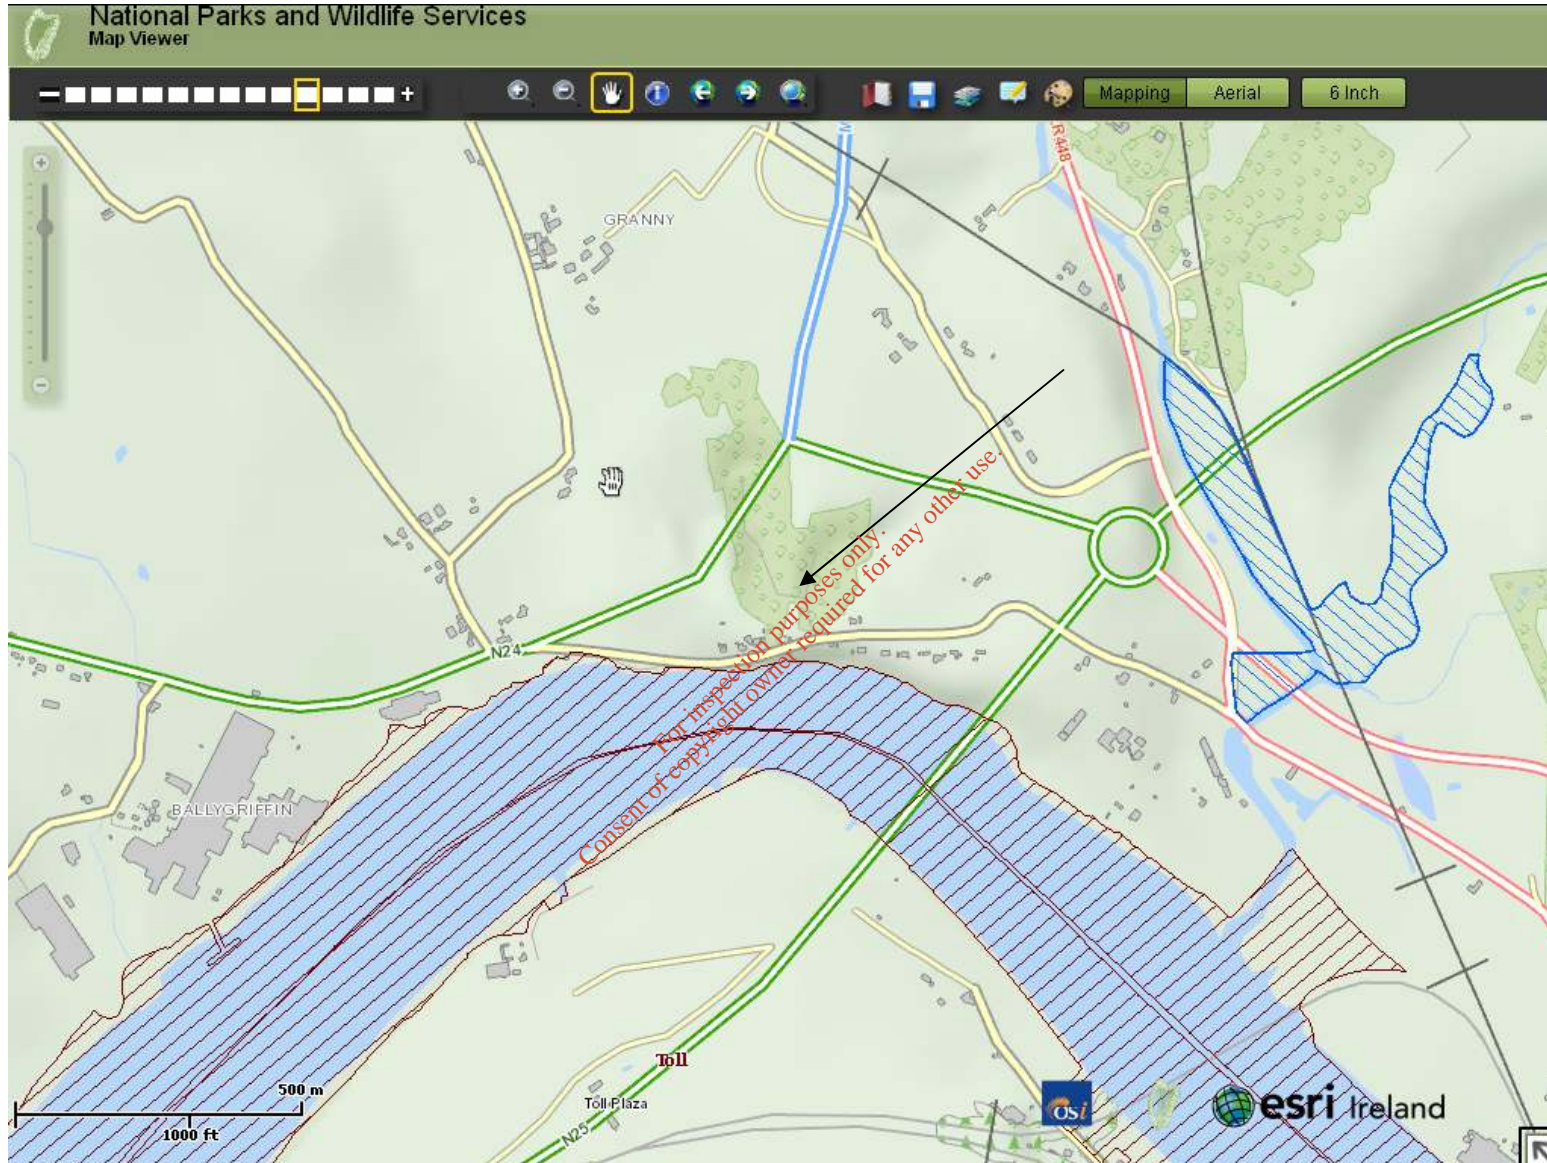 National Parks and Wildlife Services
Map Viewer
Mapping
Aerial
6 Inch
R448
M
GRANNY
N24
BALLYGRIFFIN
For inspection purposes only.
Consent of copyright owner required for any other use.
Toll
Toll Plaza
N25
500 m
1000 ft
OSi
esri Ireland